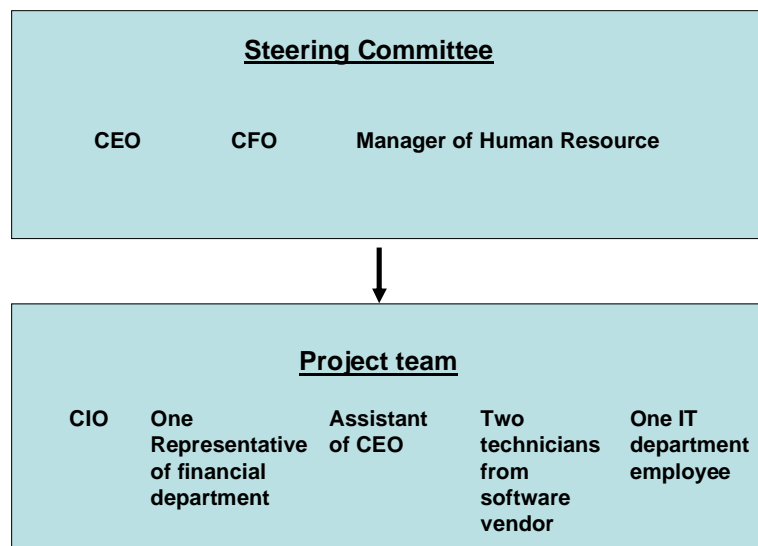 Steering Committee
CEO CFO Manager of Human Resource
Project team
CIO
One
Representative
of financial
department
Assistant
of CEO
Two
technicians
from
software
vendor
One IT
department
employee